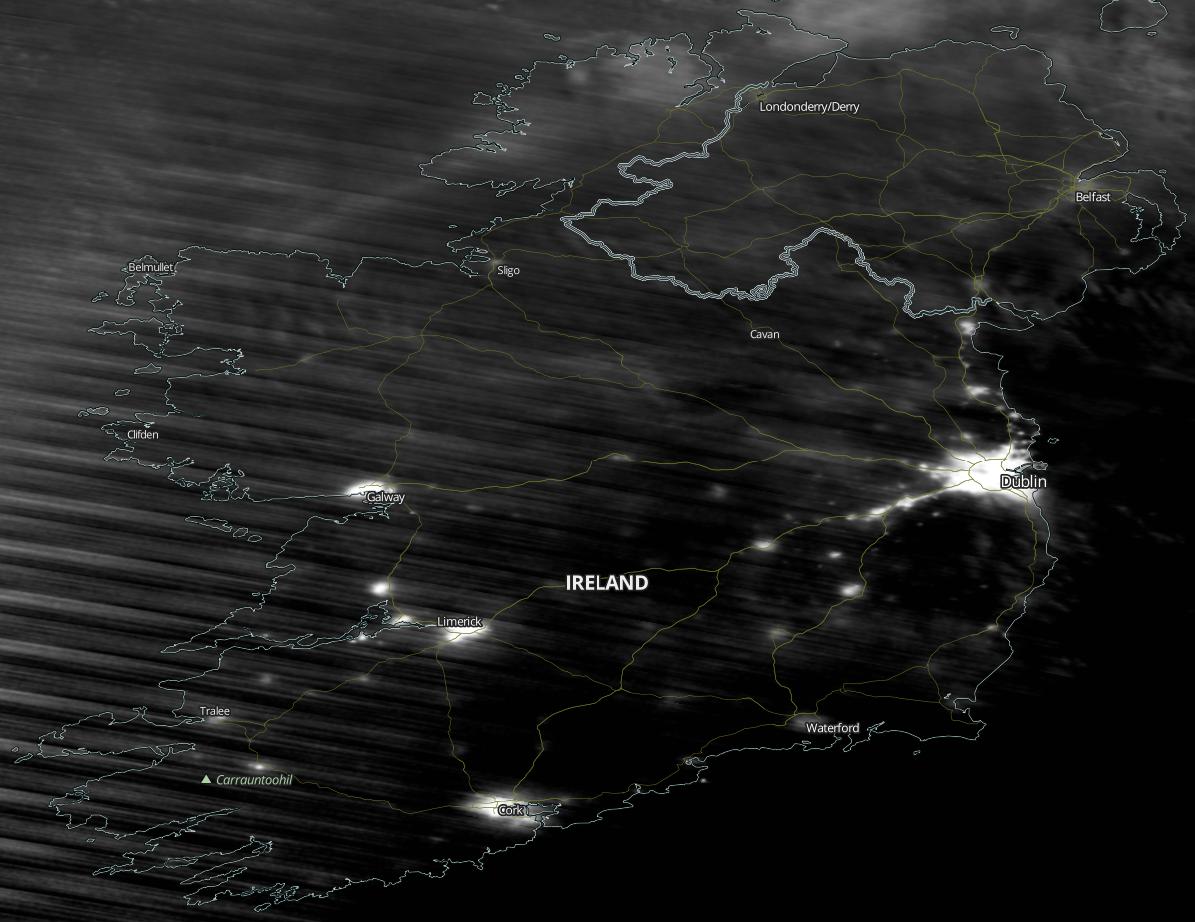 Londonderry/Derry
Belfast
Belmullet
Sligo
Cavan
Clifden
Dublin
Galway
IRELAND
Limerick
Tralee
Waterford
Carrauntoohil
Cork